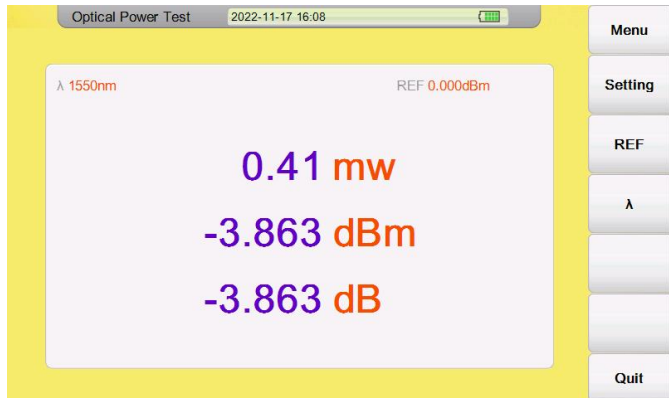 Optical Power Test 2022-11-17 16:08
Menu
λ 1550nm REF 0.000dBm
Setting
REF
0.41 mw
λ
-3.863 dBm
-3.863 dB
Quit